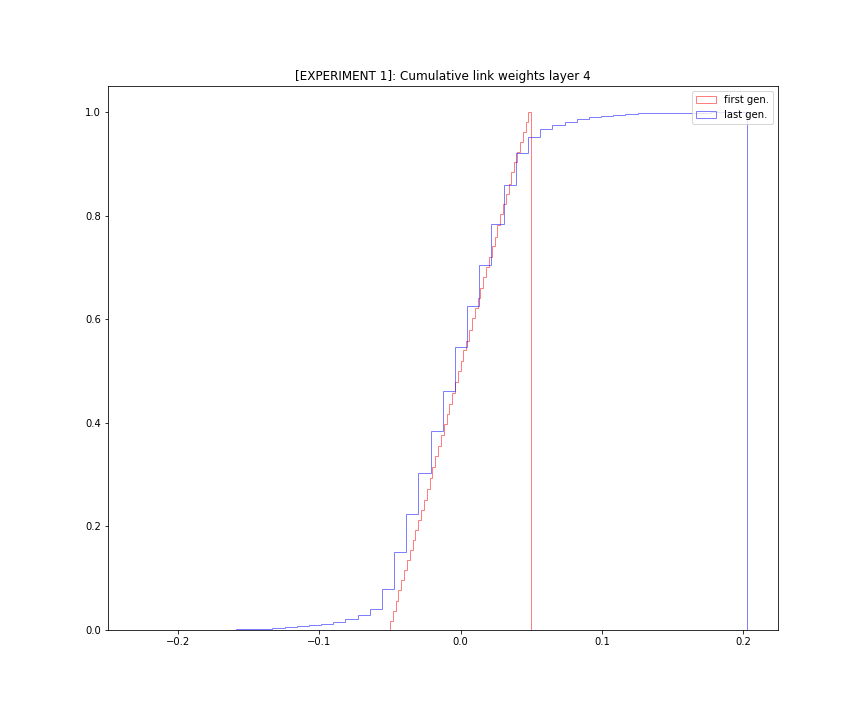 [EXPERIMENT 1]: Cumulative link weights layer 4
first gen.
last gen.
1.0
0.8
0.6
0.4
0.2
0.0
−0.2 −0.1 0.0 0.1 0.2